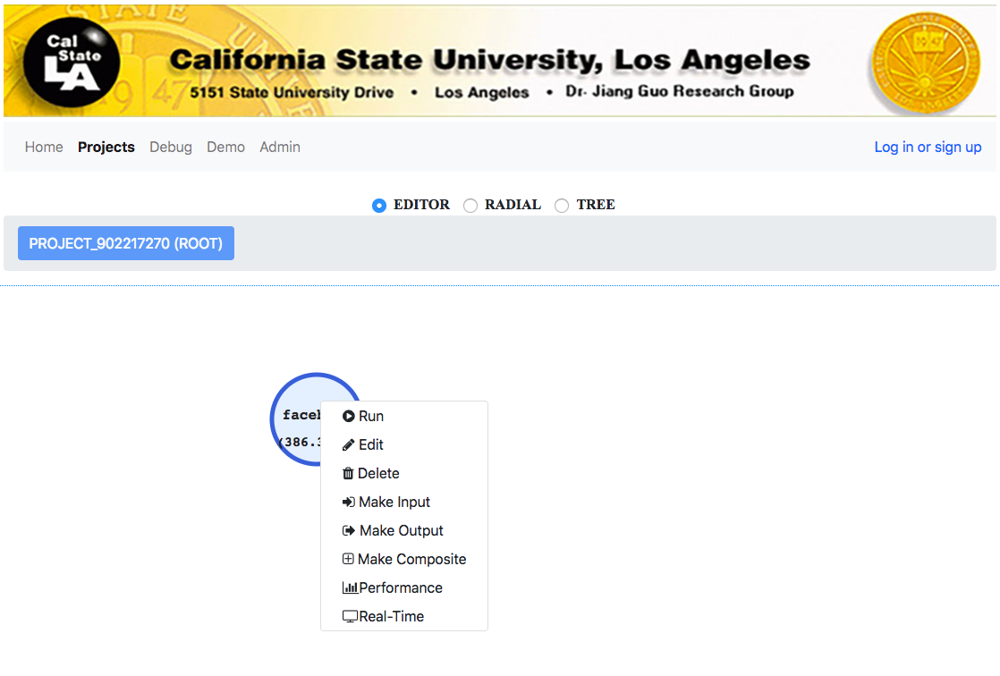 Cal
State
LA
California State University, Los Angeles
5151 State University Drive • Los Angeles • Dr. Jiang Guo Research Group
1947
Home Projects Debug Demo Admin Log in or sign up
EDITOR RADIAL TREE
PROJECT_902217270 (ROOT)
Run
Edit
Delete
Make Input
Make Output
Make Composite
Performance
Real-Time